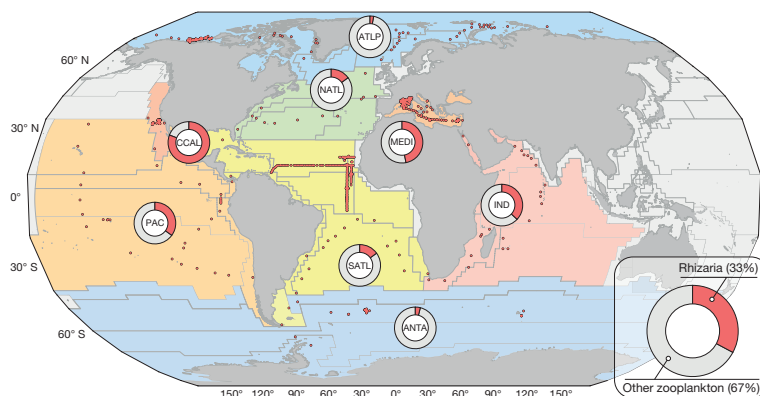 ATLP
60° N
NATL
30° N
CCAL
MEDI
0°
IND
PAC
30° S
SATL
Rhizaria (33%)
ANTA
60° S
Other zooplankton (67%)
150° 120° 90° 60° 30° 0° 30° 60° 90° 120° 150°